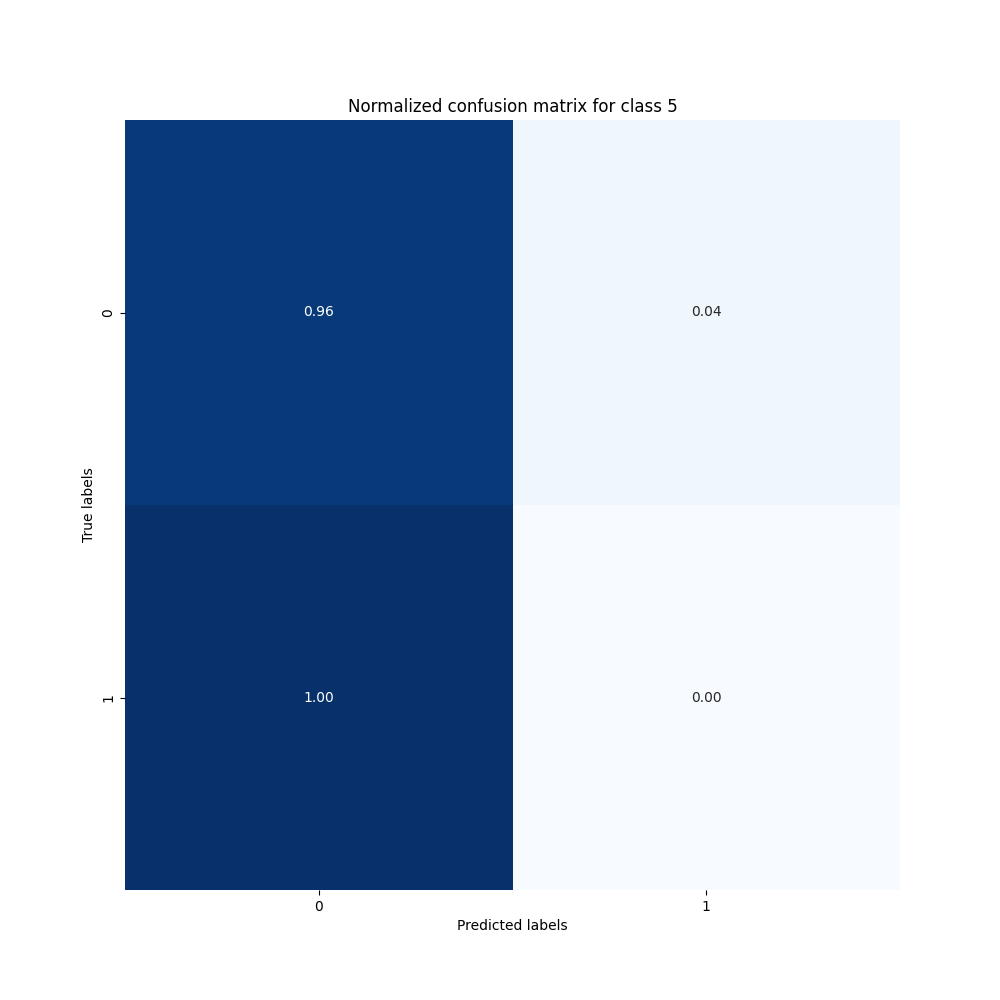 Normalized confusion matrix for class 5
0
0.96
0.04
True labels
1
1.00
0.00
0
1
Predicted labels